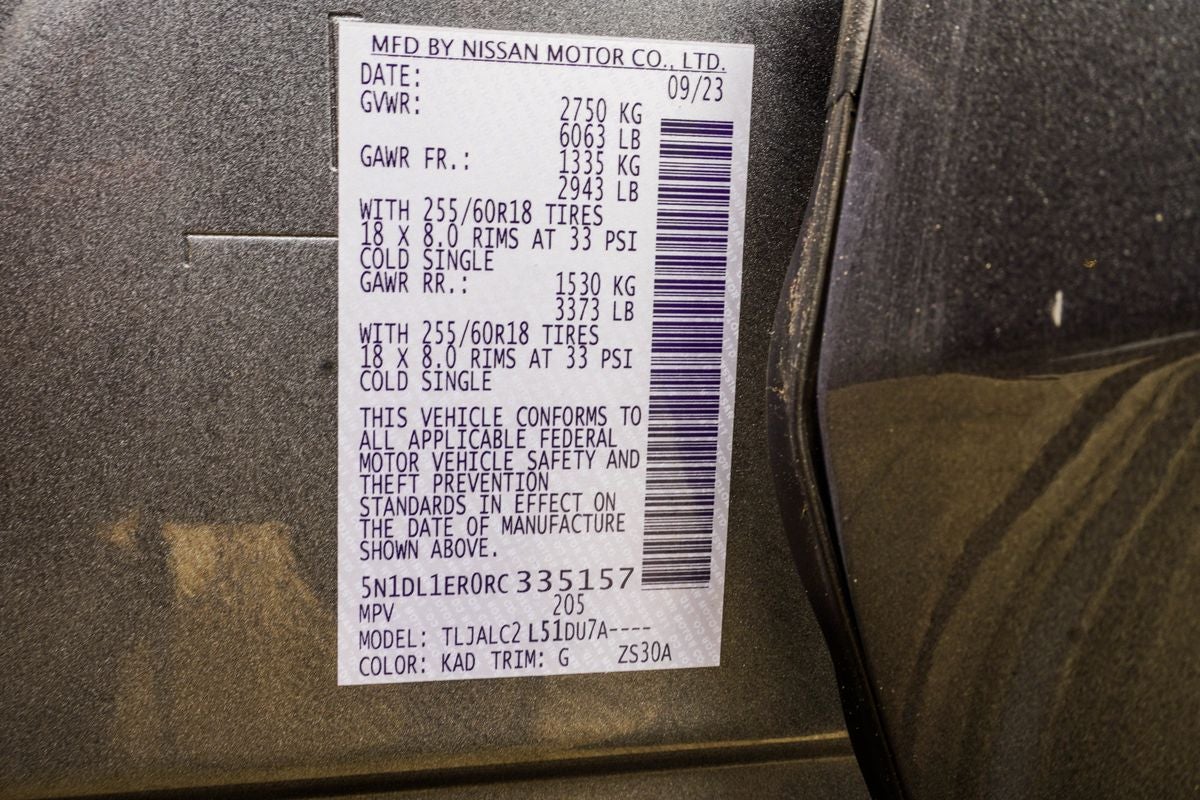 MFD BY NISSAN MOTOR CO., LTD.
DATE: 09/23
GVWR: 2750 KG
6063 LB
GAWR FR.: 1335 KG
2943 LB
WITH 255/60R18 TIRES
18 X 8.0 RIMS AT 33 PSI
COLD SINGLE
GAWR RR.: 1530 KG
3373 LB
WITH 255/60R18 TIRES
18 X 8.0 RIMS AT 33 PSI
COLD SINGLE
THIS VEHICLE CONFORMS TO
ALL APPLICABLE FEDERAL
MOTOR VEHICLE SAFETY AND
THEFT PREVENTION
STANDARDS IN EFFECT ON
THE DATE OF MANUFACTURE
SHOWN ABOVE.
5N1DL1ER0RC 335157
MPV 205
MODEL: TLJALC2 L51DU7A----
COLOR: KAD TRIM: G ZS30A